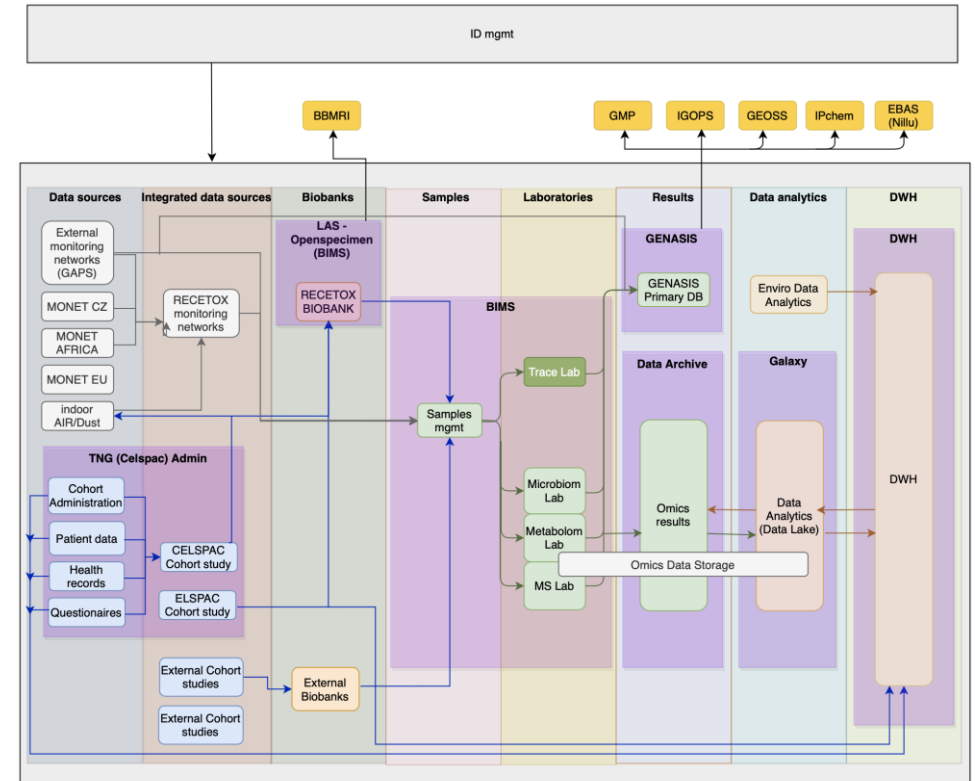 ID mgmt
BBMRI
GMP
IGOPS
GEOSS
IPchem
EBAS
(Nillu)
Data sources
Integrated data sources
Biobanks
Samples
Laboratories
Results
Data analytics
DWH
External
monitoring
networks
(GAPS)
MONET CZ
MONET
AFRICA
MONET EU
indoor
AIR/Dust
RECETOX
monitoring
networks
LAS -
Openspecimen
(BIMS)
RECETOX
BIOBANK
BIMS
Samples
mgmt
Trace Lab
Microbiom
Lab
Metabolom
Lab
MS Lab
GENASIS
GENASIS
Primary DB
Data Archive
Omics
results
Omics Data Storage
Enviro Data
Analytics
Galaxy
Data
Analytics
(Data Lake)
DWH
DWH
TNG (Celspac) Admin
Cohort
Administration
Patient data
Health
records
Questionaires
CELSPAC
Cohort study
ELSPAC
Cohort study
External Cohort
studies
External Cohort
studies
External
Biobanks